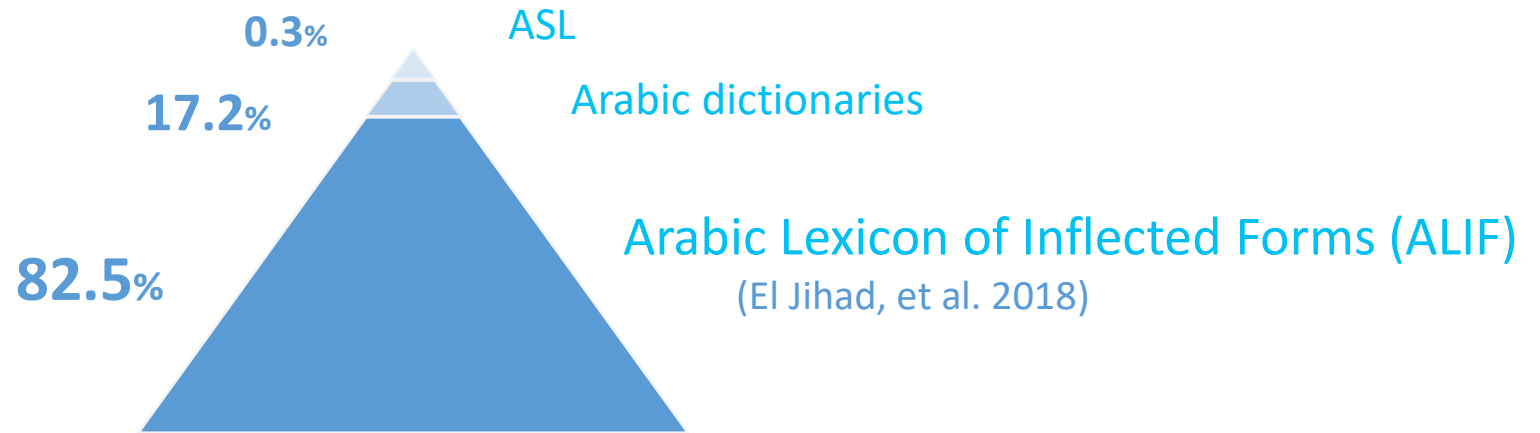 0.3% ASL
17.2% Arabic dictionaries
82.5% Arabic Lexicon of Inflected Forms (ALIF)
(El Jihad, et al. 2018)